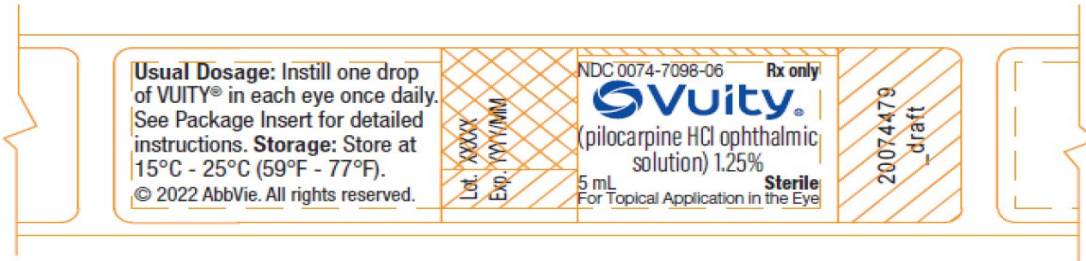 Usual Dosage: Instill one drop
of VUITY® in each eye once daily.
See Package Insert for detailed
instructions. Storage: Store at
15°C - 25°C (59°F - 77°F).
© 2022 AbbVie. All rights reserved.
Lot. XXXXX
Exp. YYYY/MM
NDC 0074-7098-06 Rx only
Vuity®
(pilocarpine HCl ophthalmic
solution) 1.25%
5 mL Sterile
For Topical Application in the Eye
20074479
_draft